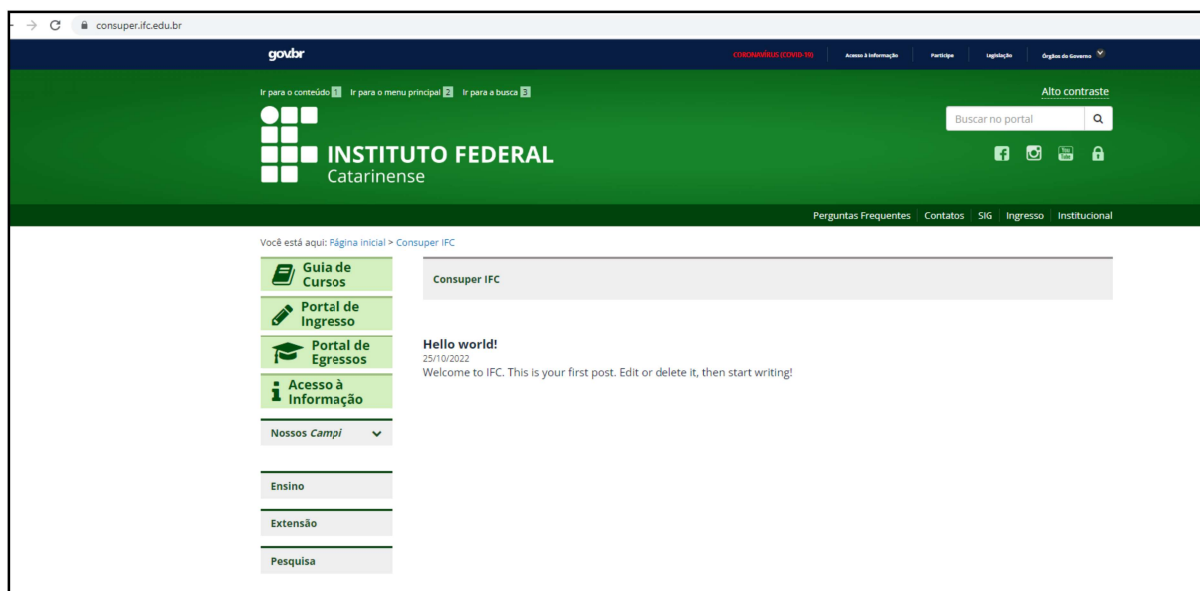 consuper.ifc.edu.br
gov.br
CORONAVÍRUS (COVID-19) Acesso à Informação Participe Legislação Órgãos do Governo
Ir para o conteúdo 1 Ir para o menu principal 2 Ir para a busca 3
Alto contraste
Buscar no portal
INSTITUTO FEDERAL
Catarinense
You Tube
Perguntas Frequentes Contatos SIG Ingresso Institucional
Você está aqui: Página inicial > Consuper IFC
Guia de
Cursos
Portal de
Ingresso
Portal de
Egressos
Acesso à
Informação
Nossos Campi
Ensino
Extensão
Pesquisa
Consuper IFC
Hello world!
25/10/2022
Welcome to IFC. This is your first post. Edit or delete it, then start writing!